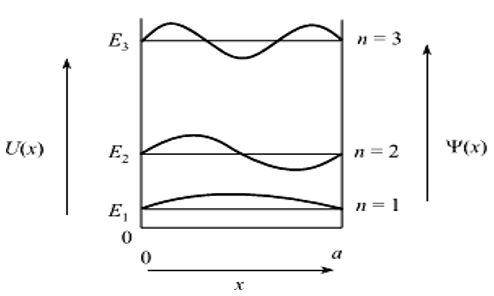 E3 n = 3
U(x) E2 n = 2 Ψ(x)
E1 n = 1
0
0 a
x